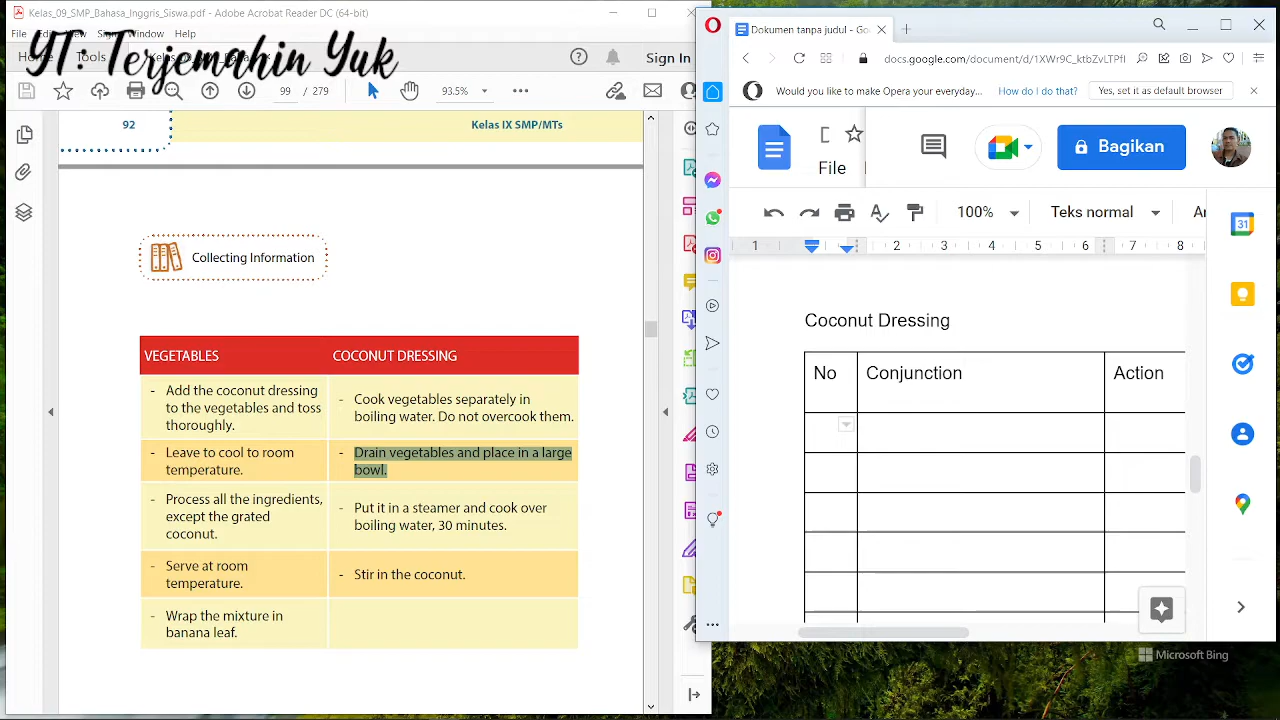 Kelas_09_SMP_Bahasa_Inggris_Siswa.pdf - Adobe Acrobat Reader DC (64-bit)
Window Help
YT: Terjemahin Yuk
Tools
Sign In
99 / 279
93.5%
92
Kelas IX SMP/MTs
Collecting Information
VEGETABLES
COCONUT DRESSING
- Add the coconut dressing
to the vegetables and toss
thoroughly.
- Cook vegetables separately in
boiling water. Do not overcook them.
- Leave to cool to room
temperature.
- Drain vegetables and place in a large
bowl.
- Process all the ingredients,
except the grated
coconut.
- Put it in a steamer and cook over
boiling water, 30 minutes.
- Serve at room
temperature.
- Stir in the coconut.
- Wrap the mixture in
banana leaf.
Dokumen tanpa judul - Go
docs.google.com/document/d/1XWr9C_ktbZvLTPfl
Would you like to make Opera your everyday...
How do I do that?
Yes, set it as default browser
D
Bagikan
File
100%
Teks normal
Ar
1 1 2 3 4 5 6 7 8
31
Coconut Dressing
No
Conjunction
Action
Microsoft Bing